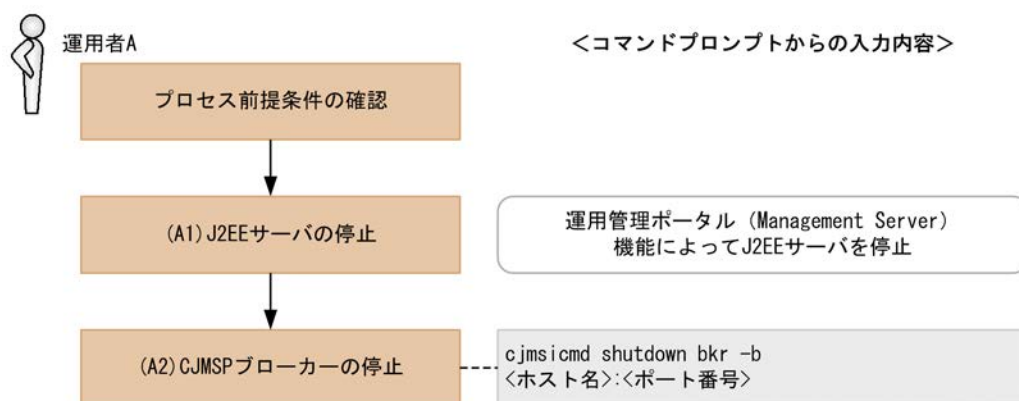 運用者A
＜コマンドプロンプトからの入力内容＞
プロセス前提条件の確認
(A1)J2EEサーバの停止
運用管理ポータル（Management Server）
機能によってJ2EEサーバを停止
(A2)CJMSPブローカーの停止
cjmsicmd shutdown bkr -b
<ホスト名>:<ポート番号>